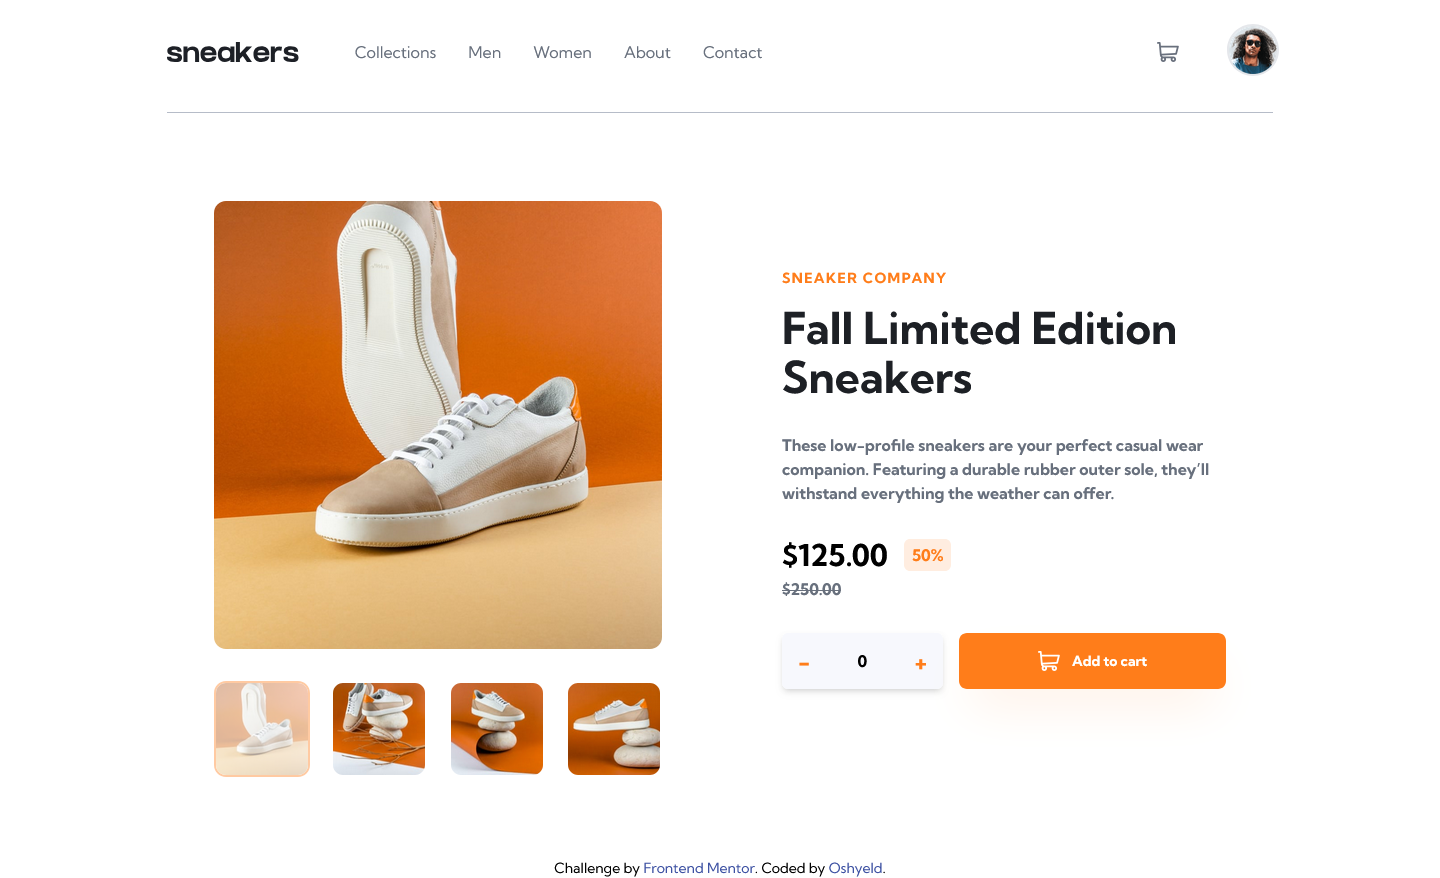 sneakers Collections Men Women About Contact
SNEAKER COMPANY
Fall Limited Edition
Sneakers
These low-profile sneakers are your perfect casual wear
companion. Featuring a durable rubber outer sole, they’ll
withstand everything the weather can offer.
$125.00 50%
$250.00
- 0 + Add to cart
Challenge by Frontend Mentor. Coded by Oshyeld.